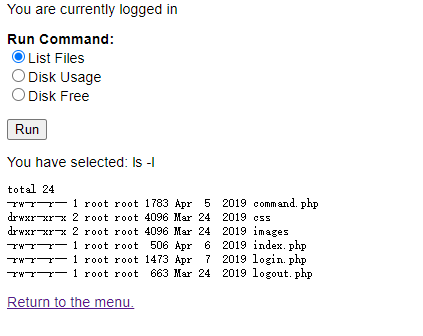 You are currently logged in
Run Command:
List Files
Disk Usage
Disk Free
Run
You have selected: ls -l
total 24
-rw-r--r-- 1 root root 1783 Apr  5  2019 command.php
drwxr-xr-x 2 root root 4096 Mar 24  2019 css
drwxr-xr-x 2 root root 4096 Mar 24  2019 images
-rw-r--r-- 1 root root  506 Apr  6  2019 index.php
-rw-r--r-- 1 root root 1473 Apr  7  2019 login.php
-rw-r--r-- 1 root root  663 Mar 24  2019 logout.php
Return to the menu.